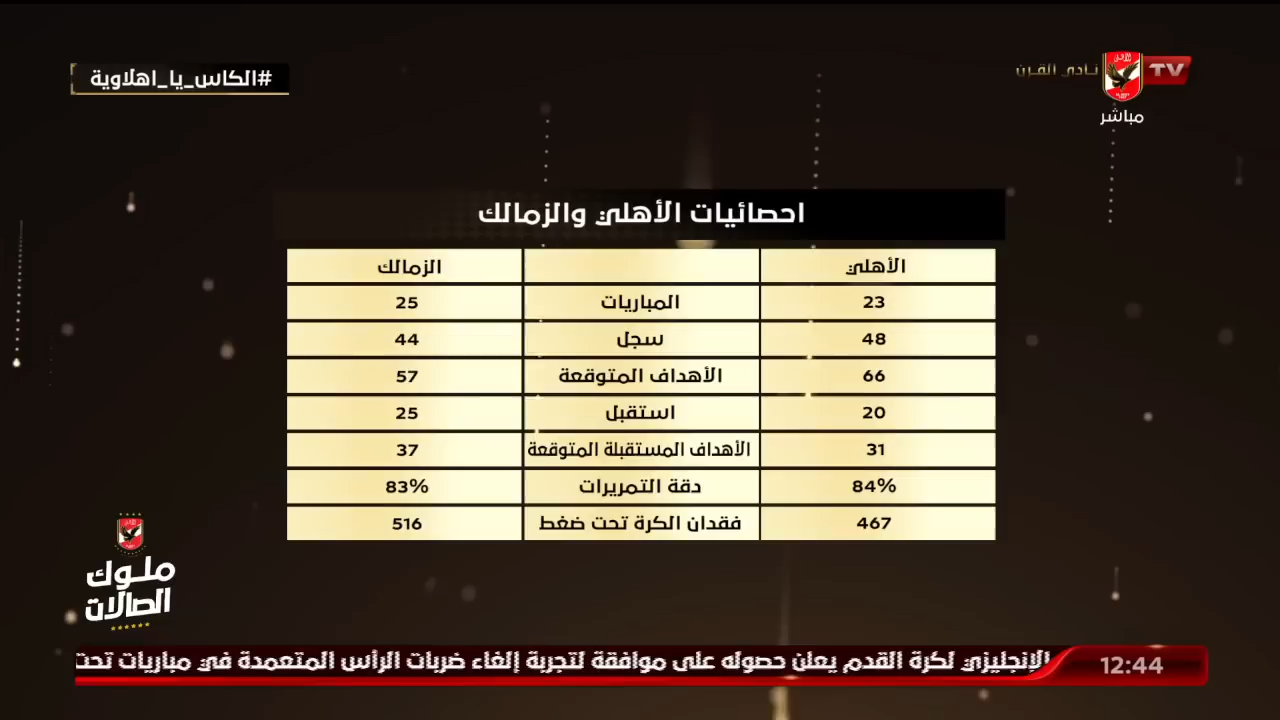 #الكاس_يا_اهلاوية
نادي القرن TV
مباشر
احصائيات الأهلي والزمالك
الأهلي الزمالك
23 المباريات 25
48 سجل 44
66 الأهداف المتوقعة 57
20 استقبل 25
31 الأهداف المستقبلة المتوقعة 37
84% دقة التمريرات 83%
467 فقدان الكرة تحت ضغط 516
ملوك
الصالات
12:44 الإنجليزي لكرة القدم يعلن حصوله على موافقة لتجربة إلغاء ضربات الرأس المتعمدة في مباريات تحت